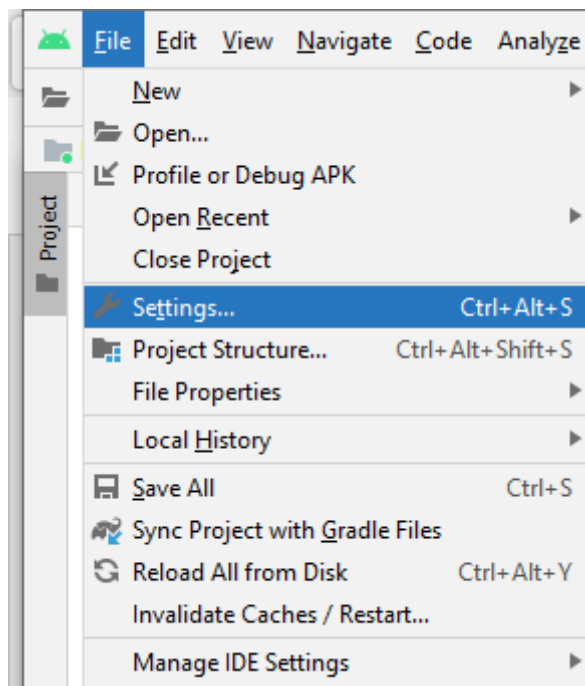 File Edit View Navigate Code Analyze
New
Open...
Profile or Debug APK
Open Recent
Close Project
Project
Settings... Ctrl+Alt+S
Project Structure... Ctrl+Alt+Shift+S
File Properties
Local History
Save All Ctrl+S
Sync Project with Gradle Files
Reload All from Disk Ctrl+Alt+Y
Invalidate Caches / Restart...
Manage IDE Settings